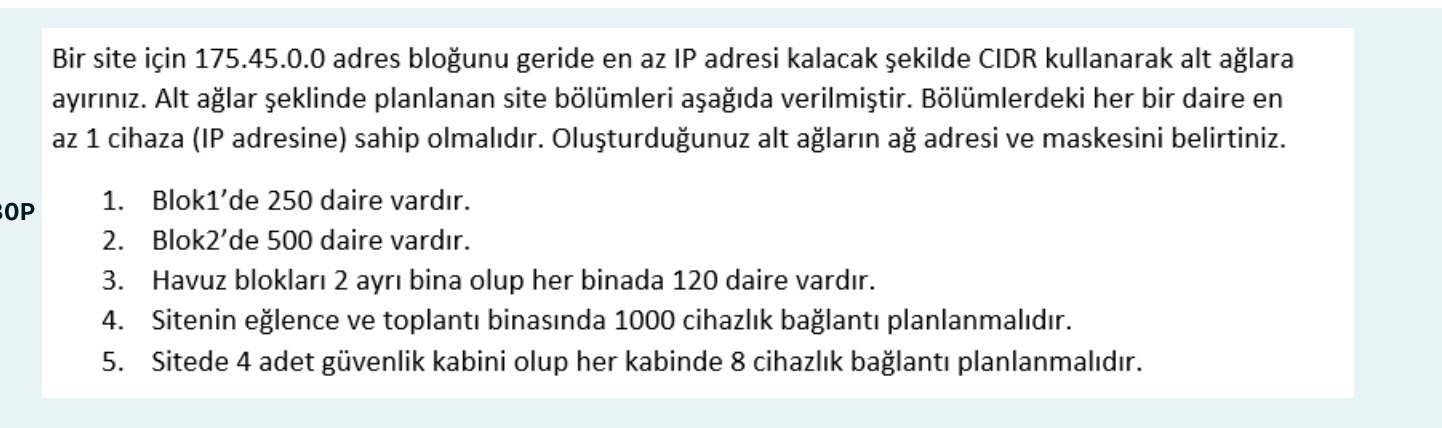 Bir site için 175.45.0.0 adres bloğunu geride en az IP adresi kalacak şekilde CIDR kullanarak alt ağlara
ayırınız. Alt ağlar şeklinde planlanan site bölümleri aşağıda verilmiştir. Bölümlerdeki her bir daire en
az 1 cihaza (IP adresine) sahip olmalıdır. Oluşturduğunuz alt ağların ağ adresi ve maskesini belirtiniz.
1. Blok1’de 250 daire vardır.
2. Blok2’de 500 daire vardır.
3. Havuz blokları 2 ayrı bina olup her binada 120 daire vardır.
4. Sitenin eğlence ve toplantı binasında 1000 cihazlık bağlantı planlanmalıdır.
5. Sitede 4 adet güvenlik kabini olup her kabinde 8 cihazlık bağlantı planlanmalıdır.